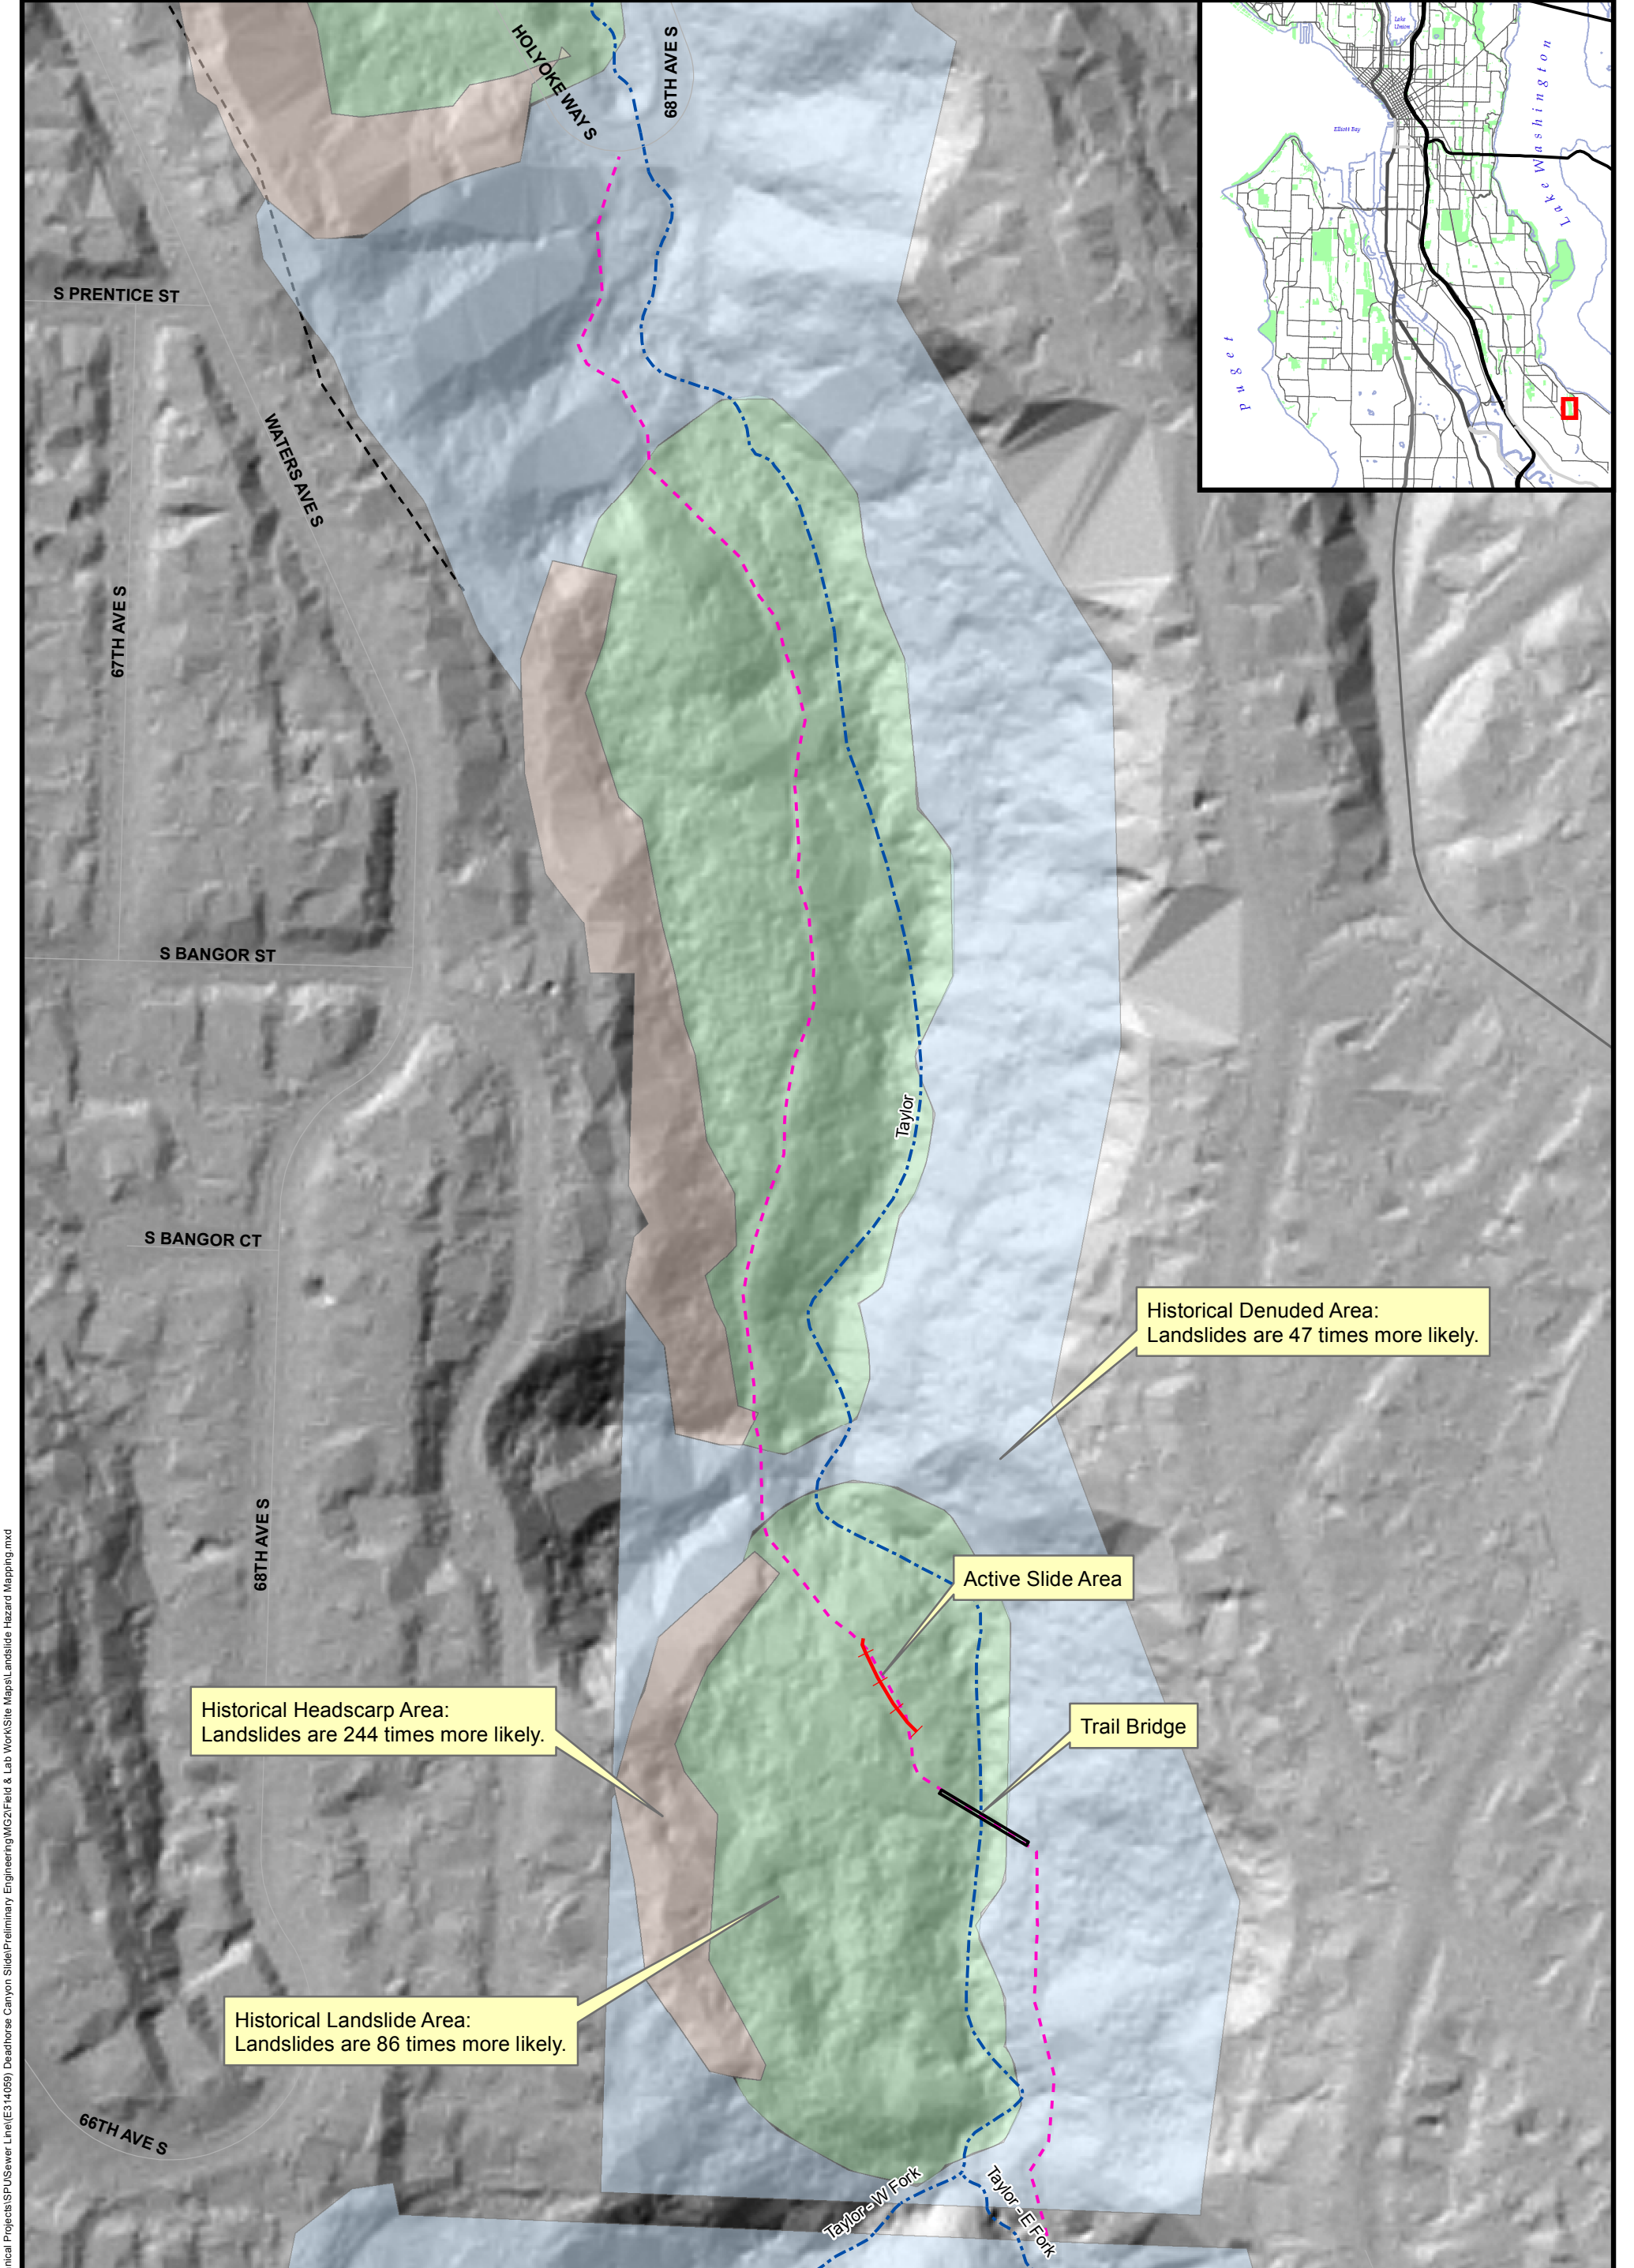 HOLYOKE WAY S
68TH AVE S
Lake
Union
Elliott Bay
Lake Washington
Puget
S PRENTICE ST
WATERS AVE S
67TH AVE S
S BANGOR ST
Taylor
S BANGOR CT
Historical Denuded Area:
Landslides are 47 times more likely.
68TH AVE S
Active Slide Area
Historical Headscarp Area:
Landslides are 244 times more likely.
Trail Bridge
Historical Landslide Area:
Landslides are 86 times more likely.
66TH AVE S
Taylor - W Fork
Taylor - E Fork
nical Projects\SPU\Sewer Line\(E314059) Deadhorse Canyon Slide\Preliminary Engineering\MG2\Field & Lab Work\Site Maps\Landslide Hazard Mapping.mxd